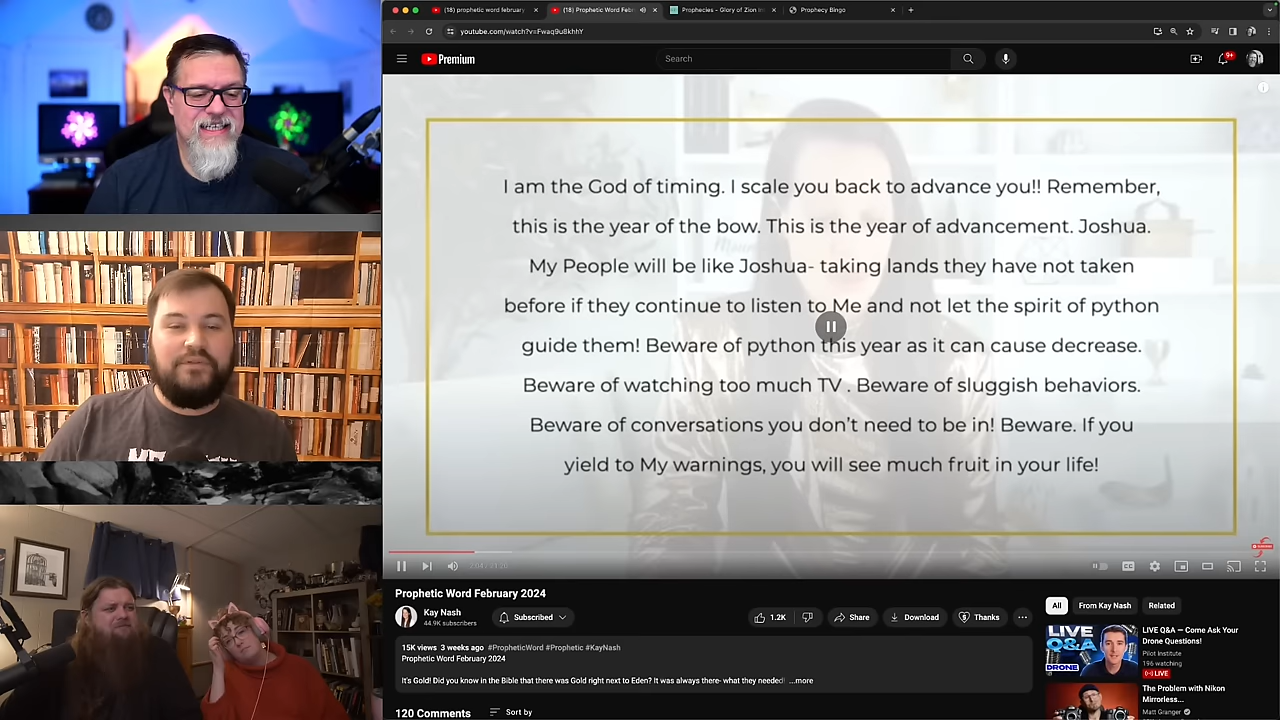 (18) prophetic word february
(18) Prophetic Word Feb
Prophecies – Glory of Zion
Prophecy Bingo
youtube.com/watch?v=Fwaq9u8khhY
Premium
Search
9+
I am the God of timing. I scale you back to advance you!! Remember,
this is the year of the bow. This is the year of advancement. Joshua.
My People will be like Joshua- taking lands they have not taken
before if they continue to listen to Me and not let the spirit of python
guide them! Beware of python this year as it can cause decrease.
Beware of watching too much TV . Beware of sluggish behaviors.
Beware of conversations you don't need to be in! Beware. If you
yield to My warnings, you will see much fruit in your life!
Prophetic Word February 2024
Kay Nash
44.9K subscribers
Subscribed
1.2K
Share
Download
Thanks
15K views 3 weeks ago #PropheticWord #Prophetic #KayNash
Prophetic Word February 2024
It's Gold! Did you know in the Bible that there was Gold right next to Eden? It was always there- what they needed! ...more
120 Comments
Sort by
All
From Kay Nash
Related
LIVE Q&A
DRONE
LIVE Q&A — Come Ask Your
Drone Questions!
Pilot Institute
196 watching
LIVE
The Problem with Nikon
Mirrorless...
Matt Granger